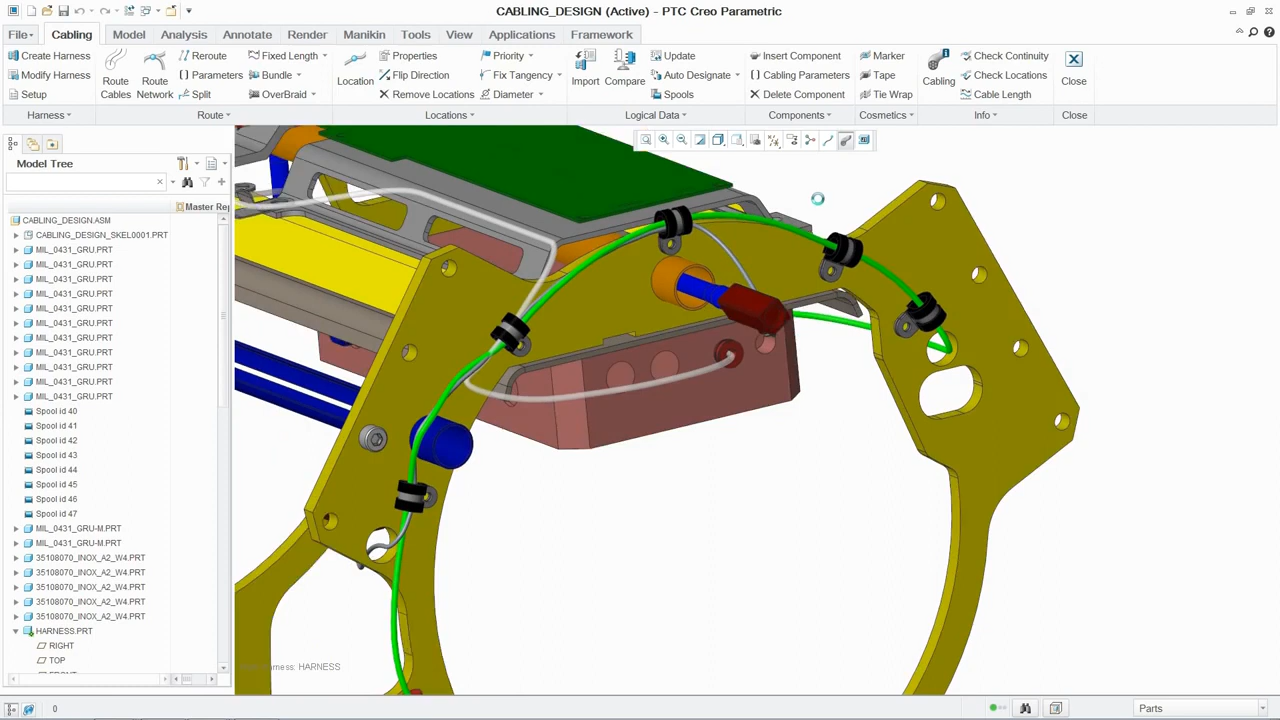 CABLING_DESIGN (Active) - PTC Creo Parametric
File Cabling Model Analysis Annotate Render Manikin Tools View Applications Framework
Create Harness
Modify Harness
Setup
Route Cables
Route Network
Reroute
Parameters
Split
Fixed Length
Bundle
OverBraid
Location
Properties
Flip Direction
Remove Locations
Priority
Fix Tangency
Diameter
Import
Compare
Update
Auto Designate
Spools
Insert Component
Cabling Parameters
Delete Component
Marker
Tape
Tie Wrap
Cabling
Check Continuity
Check Locations
Cable Length
Close
Harness Route Locations Logical Data Components Cosmetics Info Close
Model Tree
Master Rep
CABLING_DESIGN.ASM
CABLING_DESIGN_SKEL0001.PRT
MIL_0431_GRU.PRT
MIL_0431_GRU.PRT
MIL_0431_GRU.PRT
MIL_0431_GRU.PRT
MIL_0431_GRU.PRT
MIL_0431_GRU.PRT
MIL_0431_GRU.PRT
MIL_0431_GRU.PRT
MIL_0431_GRU.PRT
MIL_0431_GRU.PRT
MIL_0431_GRU.PRT
Spool id 40
Spool id 41
Spool id 42
Spool id 43
Spool id 44
Spool id 45
Spool id 46
Spool id 47
MIL_0431_GRU-M.PRT
MIL_0431_GRU-M.PRT
35108070_INOX_A2_W4.PRT
35108070_INOX_A2_W4.PRT
35108070_INOX_A2_W4.PRT
35108070_INOX_A2_W4.PRT
35108070_INOX_A2_W4.PRT
HARNESS.PRT
RIGHT
TOP
Harness: HARNESS
0
Parts